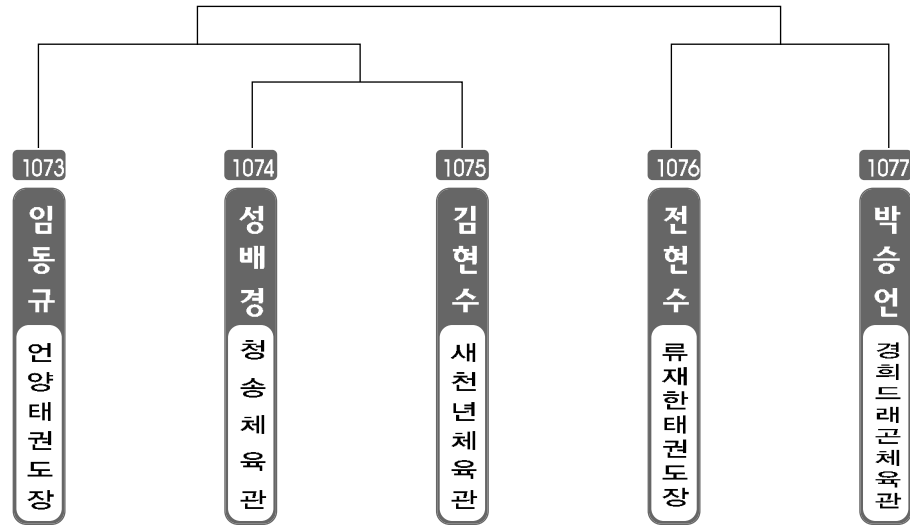 1073
임동규
언양태권도장
1074
성배경
청송체육관
1075
김현수
새천년체육관
1076
전현수
류재한태권도장
1077
박승언
경희드래곤체육관